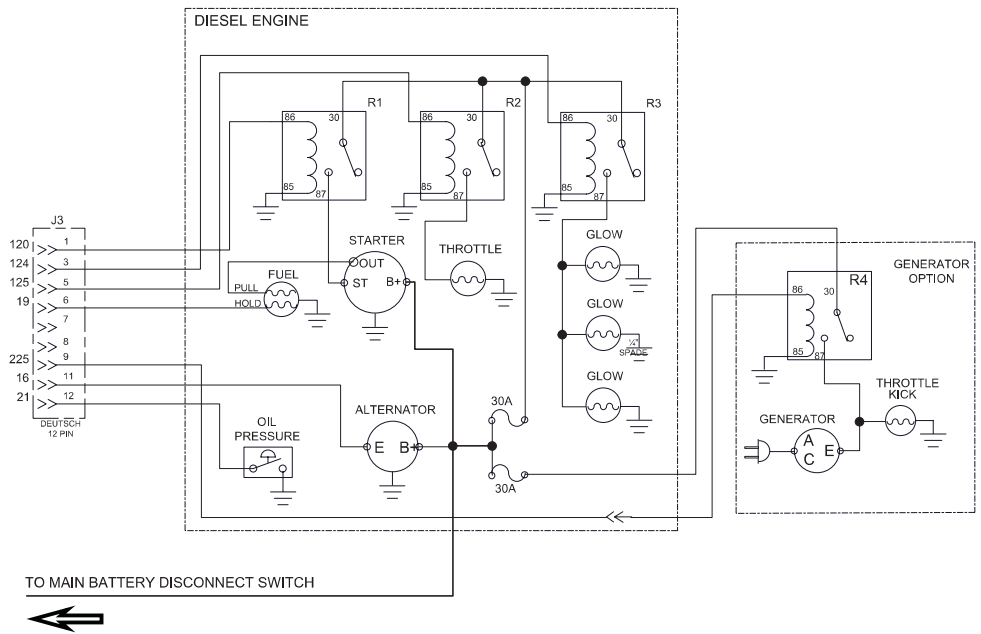 DIESEL ENGINE
R1
R2
R3
86
30
86
30
86
30
85
87
85
87
85
87
J3
120
1
124
3
125
5
19
6
7
8
225
9
16
11
21
12
DEUTSCH
12 PIN
STARTER
OUT
ST
B+
FUEL
PULL
HOLD
THROTTLE
GLOW
GLOW
¼"
SPADE
GLOW
ALTERNATOR
E
B+
OIL
PRESSURE
30A
30A
GENERATOR
OPTION
R4
86
30
85
87
THROTTLE
KICK
GENERATOR
A
C
E
TO MAIN BATTERY DISCONNECT SWITCH